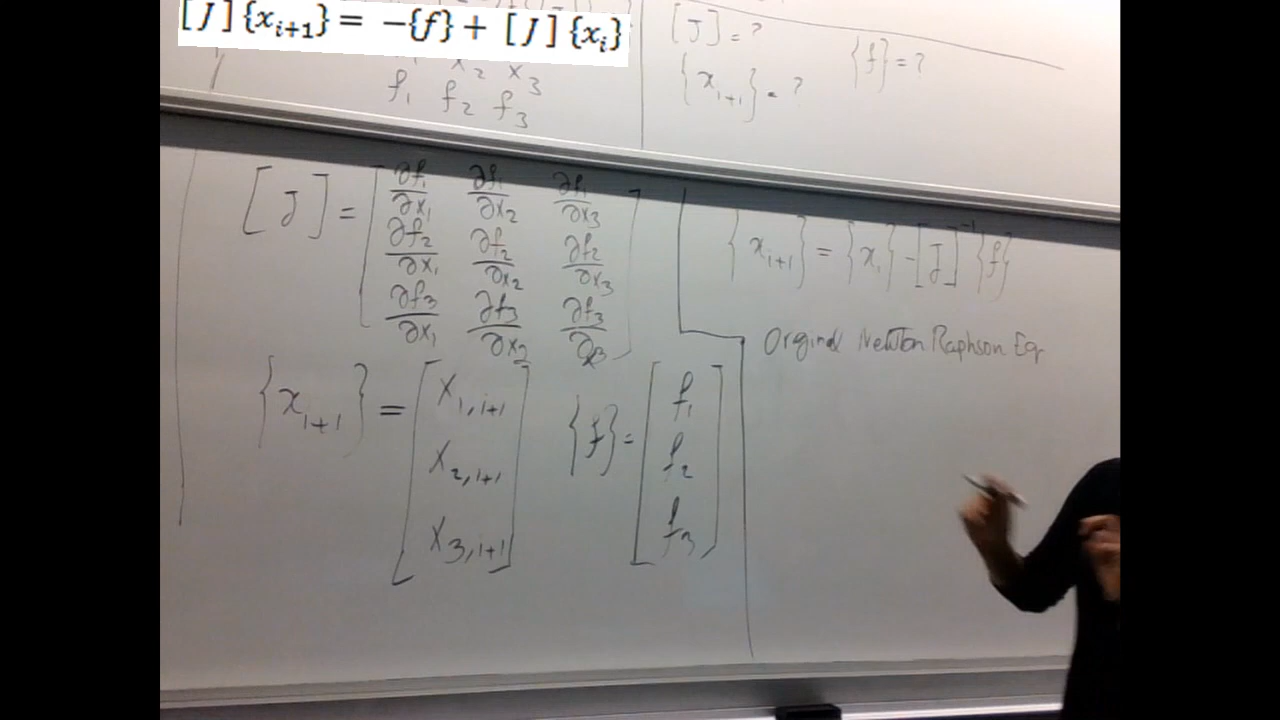 [J]{x_{i+1}} = −{f} + [J]{x_i}
x_2 x_3
f_1 f_2 f_3
[J] = ?
{x_{i+1}} = ? {f} = ?
[J] = [∂f_1/∂x_1 ∂f_1/∂x_2 ∂f_1/∂x_3
∂f_2/∂x_1 ∂f_2/∂x_2 ∂f_2/∂x_3
∂f_3/∂x_1 ∂f_3/∂x_2 ∂f_3/∂x_3]
{x_{i+1}} = [x_{1,i+1}
x_{2,i+1}
x_{3,i+1}]
{f} = [f_1
f_2
f_3]
{x_{i+1}} = {x_i} - [J]^{-1}{f}
Orginal Newton Raphson Eq